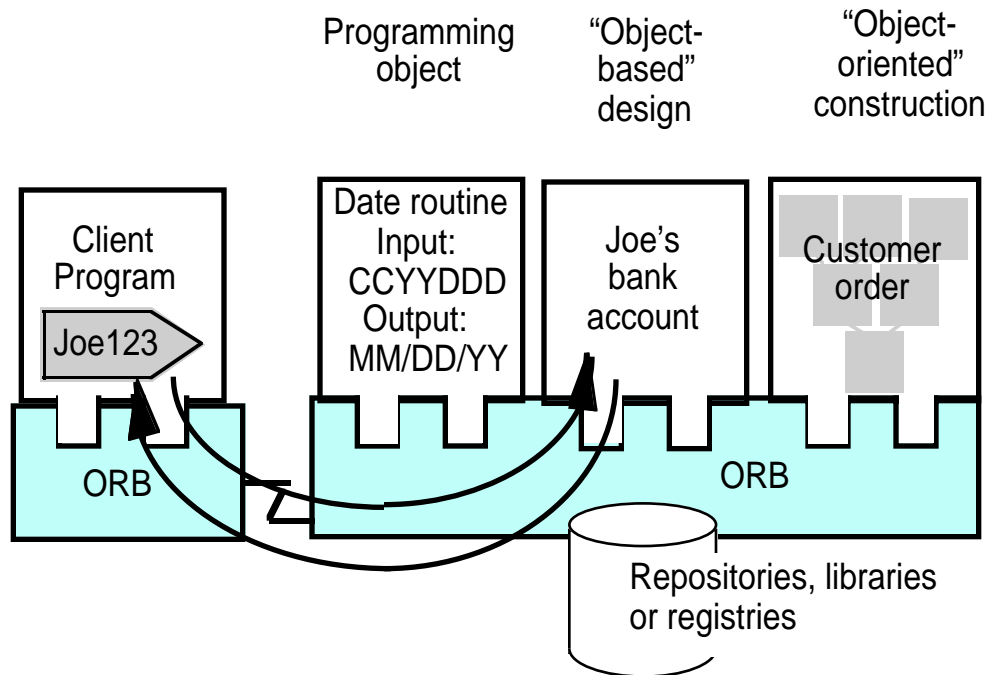 Programming
object
“Object-
based”
design
“Object-
oriented”
construction
Client
Program
Joe123
Date routine
Input:
CCYYDDD
Output:
MM/DD/YY
Joe’s
bank
account
Customer
order
ORB
ORB
Repositories, libraries
or registries